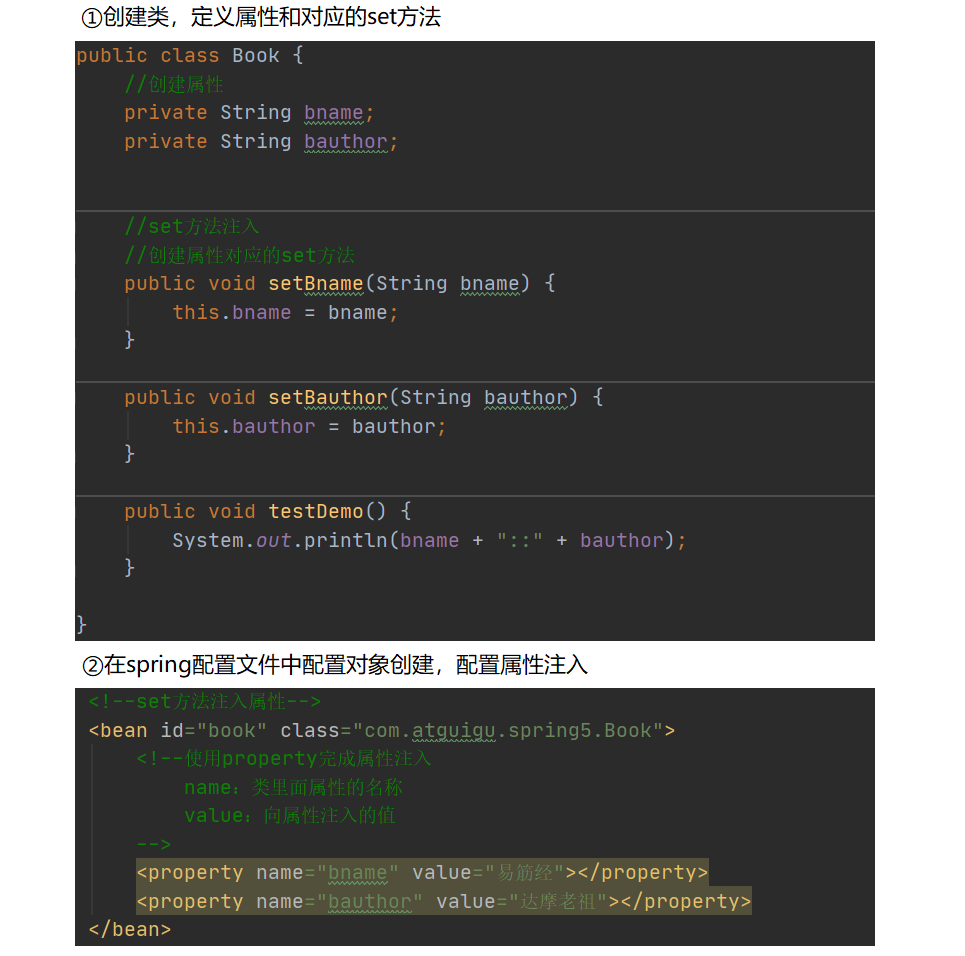 ①创建类，定义属性和对应的set方法
public class Book {
//创建属性
private String bname;
private String bauthor;
//set方法注入
//创建属性对应的set方法
public void setBname(String bname) {
this.bname = bname;
}
public void setBauthor(String bauthor) {
this.bauthor = bauthor;
}
public void testDemo() {
System.out.println(bname + "::" + bauthor);
}
}
②在spring配置文件中配置对象创建，配置属性注入
<!--set方法注入属性-->
<bean id="book" class="com.atguigu.spring5.Book">
<!--使用property完成属性注入
name：类里面属性的名称
value：向属性注入的值
-->
<property name="bname" value="易筋经"></property>
<property name="bauthor" value="达摩老祖"></property>
</bean>